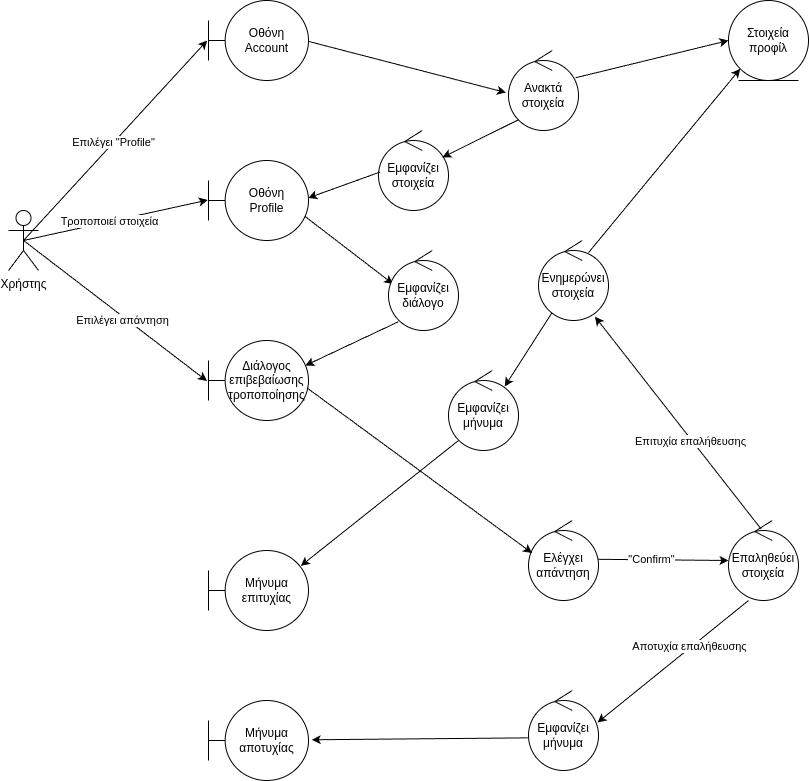 Οθόνη
Account
Στοιχεία
προφίλ
Ανακτά
στοιχεία
Επιλέγει "Profile"
Εμφανίζει
στοιχεία
Οθόνη
Profile
Τροποποιεί στοιχεία
Χρήστης
Εμφανίζει
διάλογο
Ενημερώνει
στοιχεία
Επιλέγει απάντηση
Διάλογος
επιβεβαίωσης
τροποποίησης
Εμφανίζει
μήνυμα
Επιτυχία επαλήθευσης
Ελέγχει
απάντηση
"Confirm"
Επαληθεύει
στοιχεία
Μήνυμα
επιτυχίας
Αποτυχία επαλήθευσης
Εμφανίζει
μήνυμα
Μήνυμα
αποτυχίας